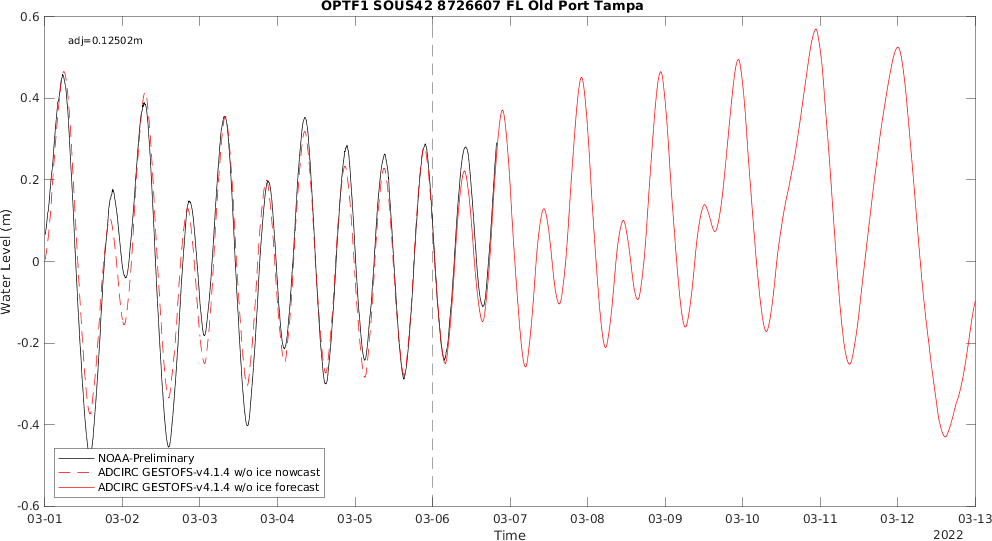 OPTF1 SOUS42 8726607 FL Old Port Tampa
adj=0.12502m
0.6
0.4
0.2
0
-0.2
-0.4
-0.6
Water Level (m)
NOAA-Preliminary
ADCIRC GESTOFS-v4.1.4 w/o ice nowcast
ADCIRC GESTOFS-v4.1.4 w/o ice forecast
03-01 03-02 03-03 03-04 03-05 03-06 03-07 03-08 03-09 03-10 03-11 03-12 03-13
Time
2022